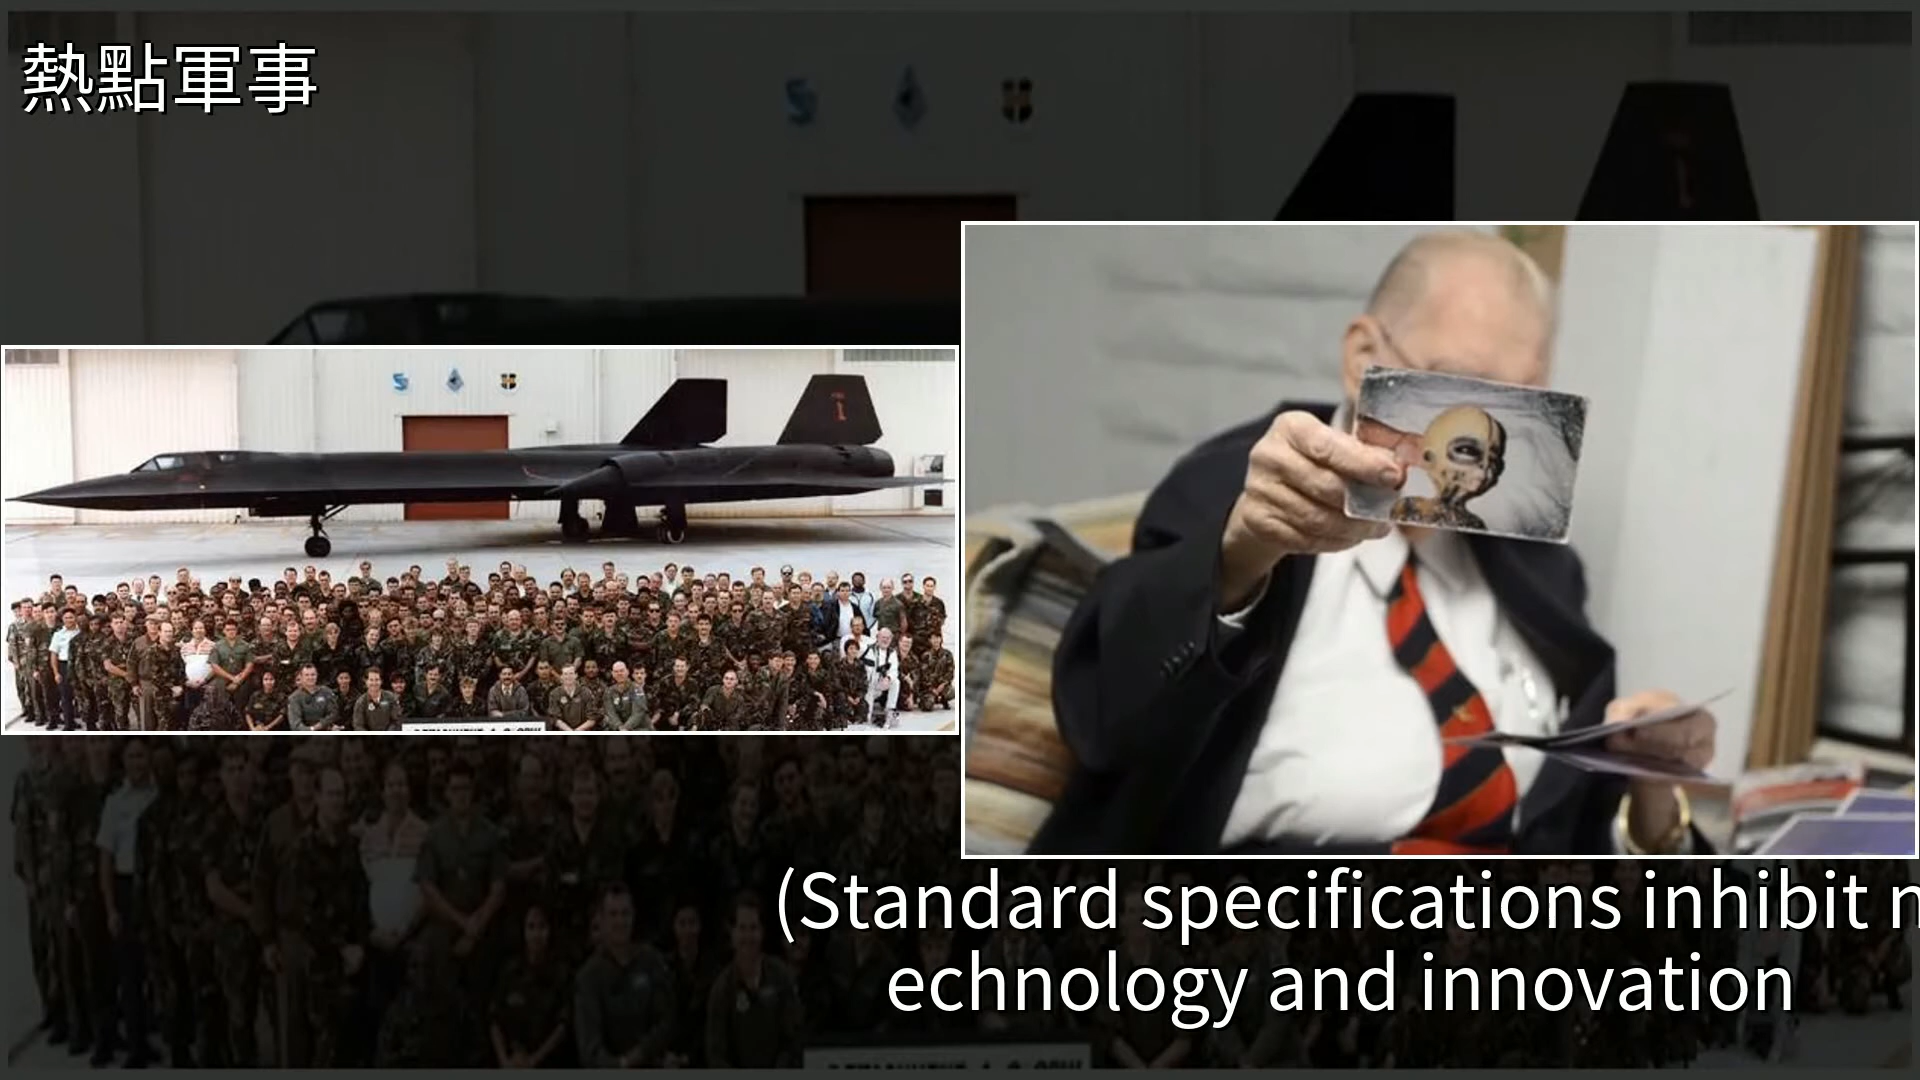 熱點軍事
(Standard specifications inhibit n
echnology and innovation